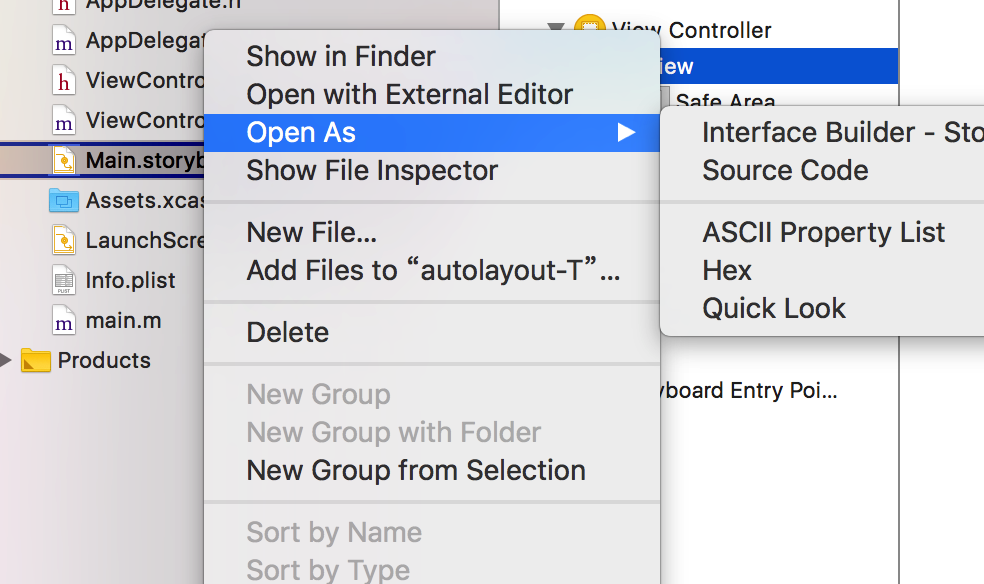 AppDelegate.h
h
AppDelegat
m
ViewContro
h
ViewContro
m
Main.storyb
Assets.xcas
LaunchScre
Info.plist
PLIST
main.m
m
Products
Show in Finder
Open with External Editor
Open As
Show File Inspector
New File...
Add Files to “autolayout-T”...
Delete
New Group
New Group with Folder
New Group from Selection
Sort by Name
Sort by Type
View Controller
iew
Safe Area
Interface Builder - Sto
Source Code
ASCII Property List
Hex
Quick Look
yboard Entry Poi...